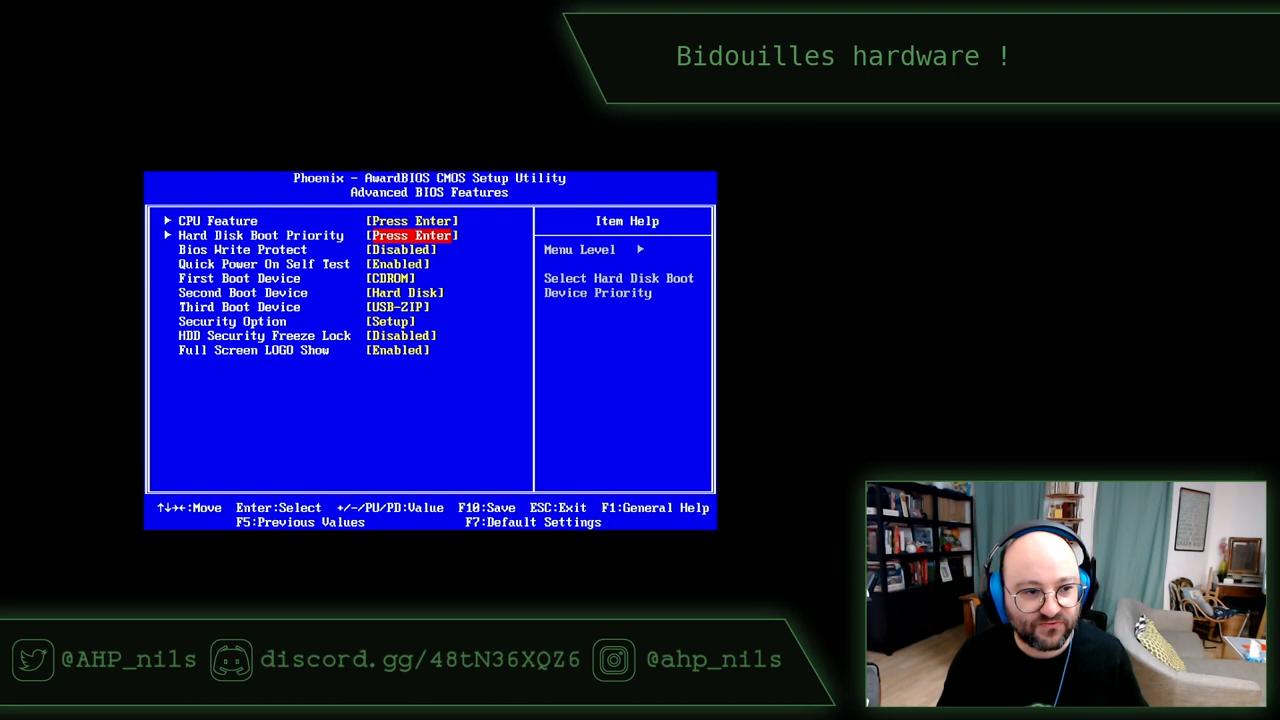 Bidouilles hardware !
Phoenix - AwardBIOS CMOS Setup Utility
Advanced BIOS Features
CPU Feature [Press Enter]
Hard Disk Boot Priority [Press Enter]
Bios Write Protect [Disabled]
Quick Power On Self Test [Enabled]
First Boot Device [CDROM]
Second Boot Device [Hard Disk]
Third Boot Device [USB-ZIP]
Security Option [Setup]
HDD Security Freeze Lock [Disabled]
Full Screen LOGO Show [Enabled]
Item Help
Menu Level
Select Hard Disk Boot
Device Priority
↑↓→←:Move Enter:Select +/-/PU/PD:Value F10:Save ESC:Exit F1:General Help
F5:Previous Values F7:Default Settings
@AHP_nils discord.gg/48tN36XQZ6 @ahp_nils